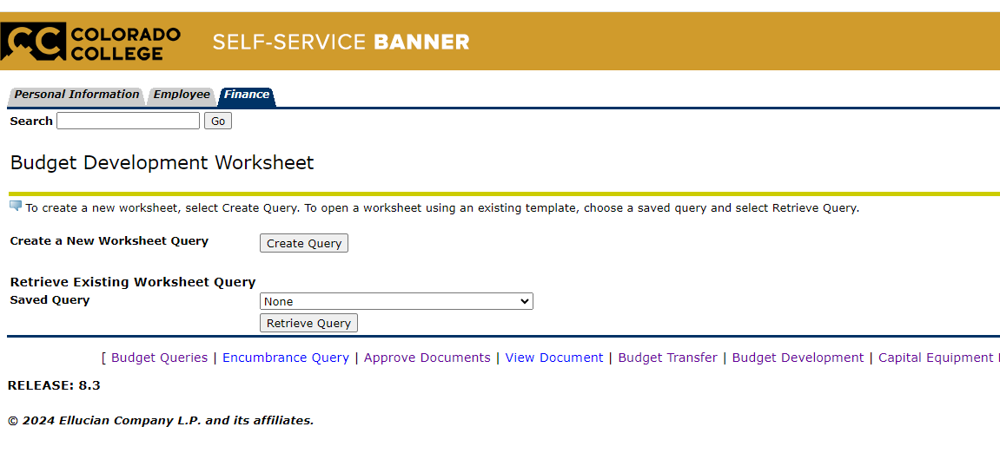 COLORADO
COLLEGE
SELF-SERVICE BANNER
Personal Information Employee Finance
Search Go
Budget Development Worksheet
To create a new worksheet, select Create Query. To open a worksheet using an existing template, choose a saved query and select Retrieve Query.
Create a New Worksheet Query Create Query
Retrieve Existing Worksheet Query
Saved Query None
Retrieve Query
[ Budget Queries | Encumbrance Query | Approve Documents | View Document | Budget Transfer | Budget Development | Capital Equipment
RELEASE: 8.3
© 2024 Ellucian Company L.P. and its affiliates.